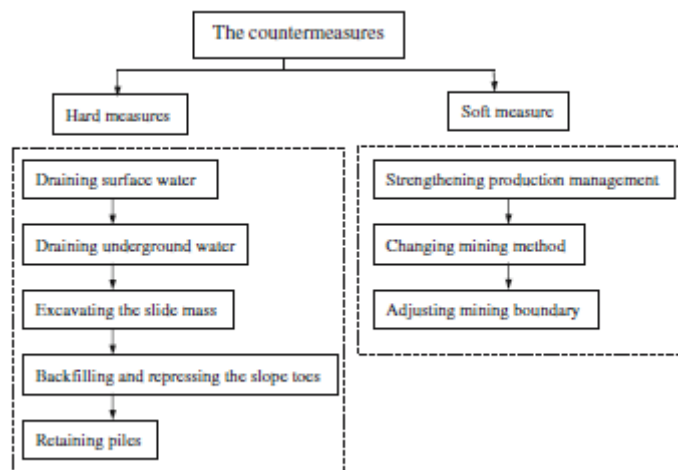 The countermeasures
Hard measures
Soft measure
Draining surface water
Draining underground water
Excavating the slide mass
Backfilling and repressing the slope toes
Retaining piles
Strengthening production management
Changing mining method
Adjusting mining boundary